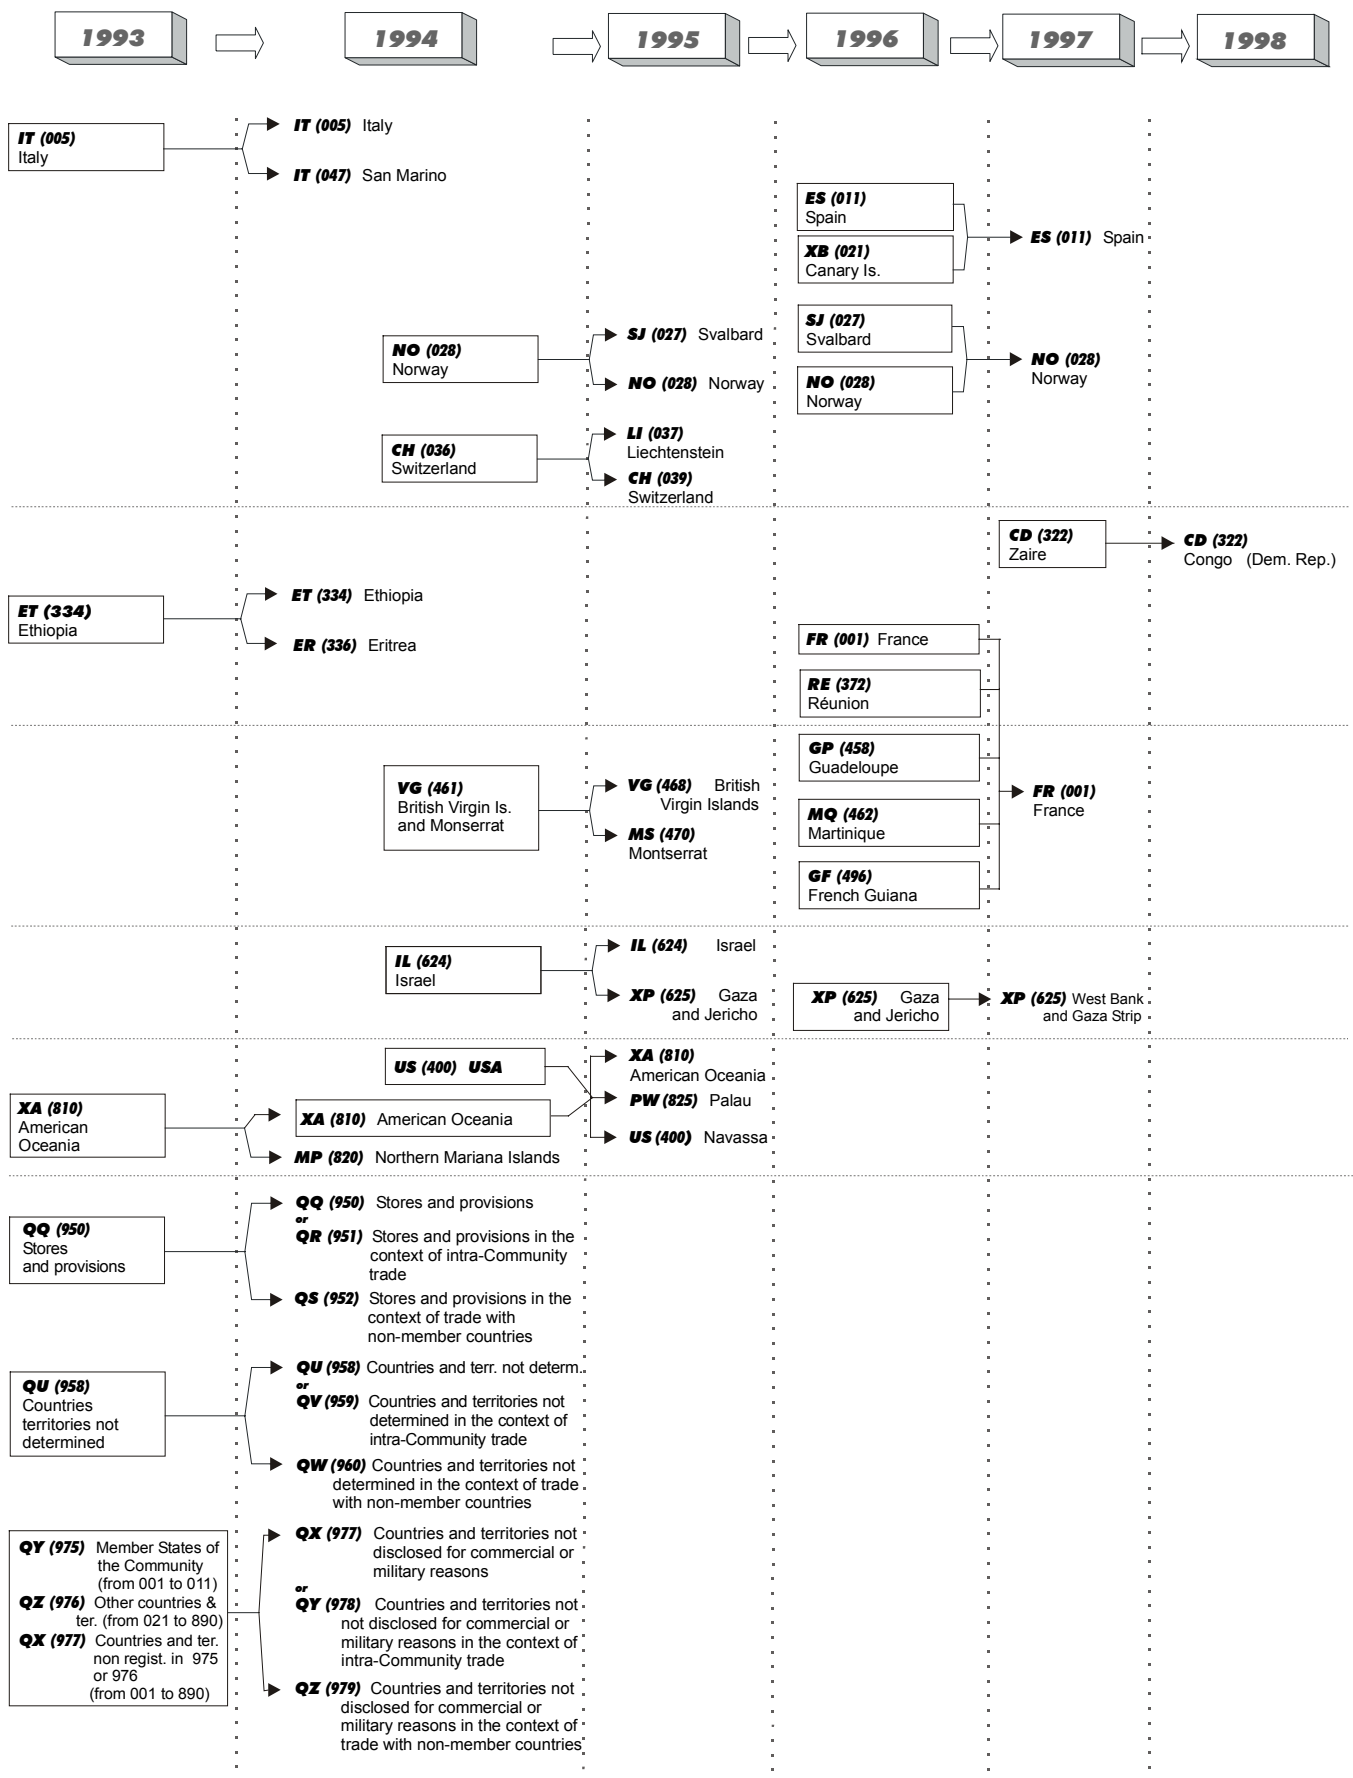 1993 1994 1995 1996 1997 1998
IT (005)
Italy
IT (005) Italy
IT (047) San Marino
ES (011)
Spain
XB (021)
Canary Is.
ES (011) Spain
NO (028)
Norway
SJ (027) Svalbard
NO (028) Norway
SJ (027)
Svalbard
NO (028)
Norway
NO (028)
Norway
CH (036)
Switzerland
LI (037)
Liechtenstein
CH (039)
Switzerland
CD (322)
Zaire
CD (322)
Congo (Dem. Rep.)
ET (334)
Ethiopia
ET (334) Ethiopia
ER (336) Eritrea
FR (001) France
RE (372)
Réunion
GP (458)
Guadeloupe
MQ (462)
Martinique
GF (496)
French Guiana
FR (001)
France
VG (461)
British Virgin Is.
and Monserrat
VG (468) British
Virgin Islands
MS (470)
Montserrat
IL (624)
Israel
IL (624) Israel
XP (625) Gaza
and Jericho
XP (625) Gaza
and Jericho
XP (625) West Bank
and Gaza Strip
US (400) USA
XA (810)
American Oceania
PW (825) Palau
US (400) Navassa
XA (810)
American
Oceania
XA (810) American Oceania
MP (820) Northern Mariana Islands
QQ (950)
Stores
and provisions
QQ (950) Stores and provisions
or
QR (951) Stores and provisions in the
context of intra-Community
trade
QS (952) Stores and provisions in the
context of trade with
non-member countries
QU (958)
Countries
territories not
determined
QU (958) Countries and terr. not determ.
or
QV (959) Countries and territories not
determined in the context of
intra-Community trade
QW (960) Countries and territories not
determined in the context of trade
with non-member countries
QY (975) Member States of
the Community
(from 001 to 011)
QZ (976) Other countries &
ter. (from 021 to 890)
QX (977) Countries and ter.
non regist. in 975
or 976
(from 001 to 890)
QX (977) Countries and territories not
disclosed for commercial or
military reasons
or
QY (978) Countries and territories not
not disclosed for commercial or
military reasons in the context of
intra-Community trade
QZ (979) Countries and territories not
disclosed for commercial or
military reasons in the context of
trade with non-member countries